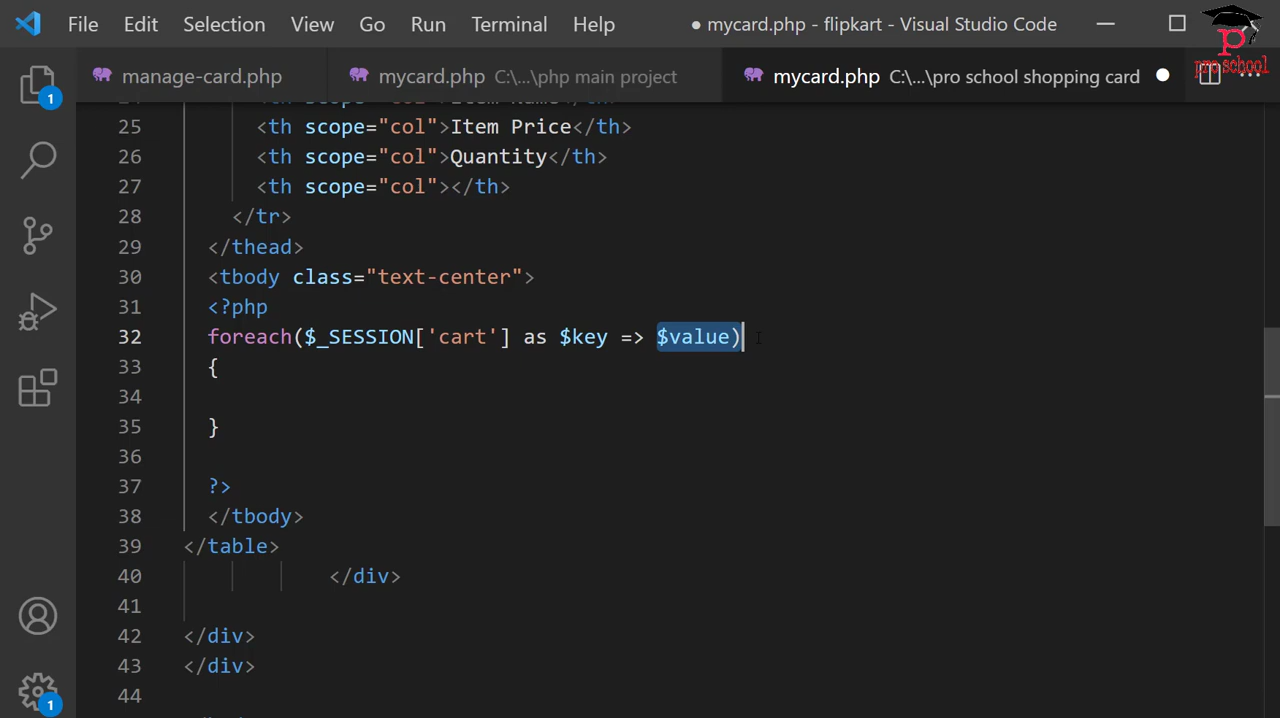 File Edit Selection View Go Run Terminal Help ● mycard.php - flipkart - Visual Studio Code
pro school
manage-card.php mycard.php C:\...\php main project mycard.php C:\...\pro school shopping card
1
25 <th scope="col">Item Price</th>
26 <th scope="col">Quantity</th>
27 <th scope="col"></th>
28 </tr>
29 </thead>
30 <tbody class="text-center">
31 <?php
32 foreach($_SESSION['cart'] as $key => $value)
33 {
34
35 }
36
37 ?>
38 </tbody>
39 </table>
40 </div>
41
42 </div>
43 </div>
44
1